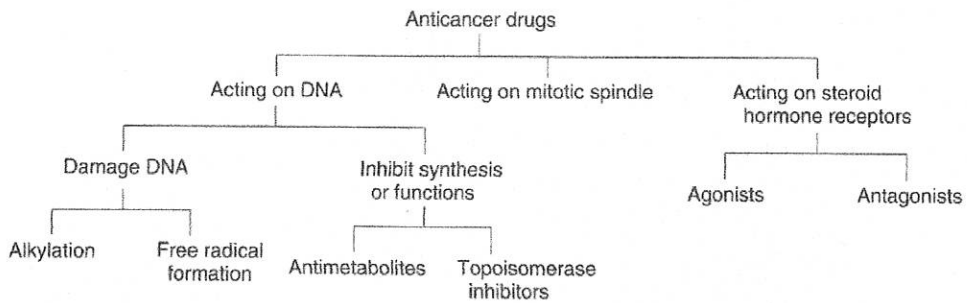 Anticancer drugs
Acting on DNA
Acting on mitotic spindle
Acting on steroid
hormone receptors
Damage DNA
Inhibit synthesis
or functions
Agonists
Antagonists
Alkylation
Free radical
formation
Antimetabolites
Topoisomerase
inhibitors